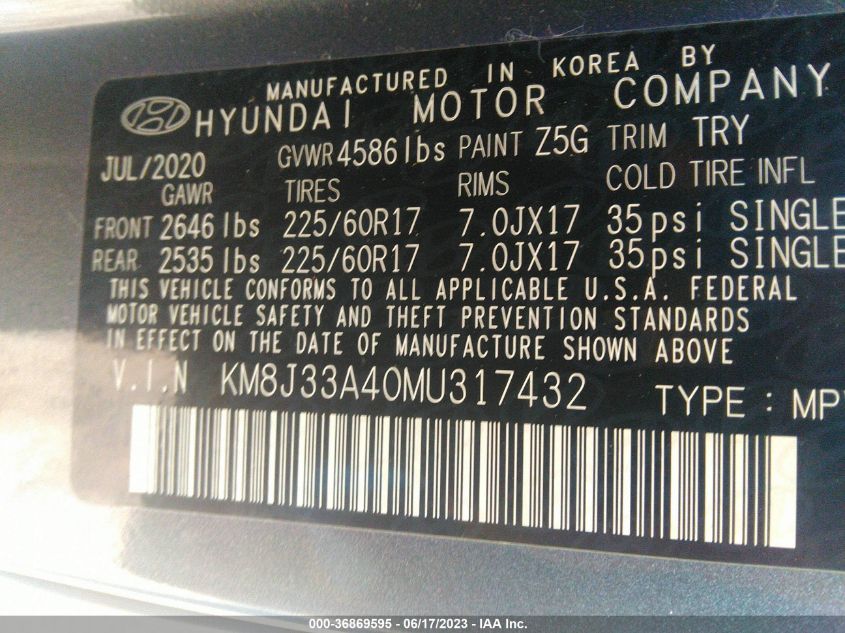 MANUFACTURED IN KOREA BY
HYUNDAI MOTOR COMPANY
JUL/2020 GVWR 4586 lbs PAINT Z5G TRIM TRY
GAWR TIRES RIMS COLD TIRE INFL
FRONT 2646 lbs 225/60R17 7.0JX17 35psi SINGLE
REAR 2535 lbs 225/60R17 7.0JX17 35psi SINGLE
THIS VEHICLE CONFORMS TO ALL APPLICABLE U.S.A. FEDERAL
MOTOR VEHICLE SAFETY AND THEFT PREVENTION STANDARDS
IN EFFECT ON THE DATE OF MANUFACTURE SHOWN ABOVE
V.I.N KM8J33A40MU317432 TYPE : MPV
000-36869595 - 06/17/2023 - IAA Inc.